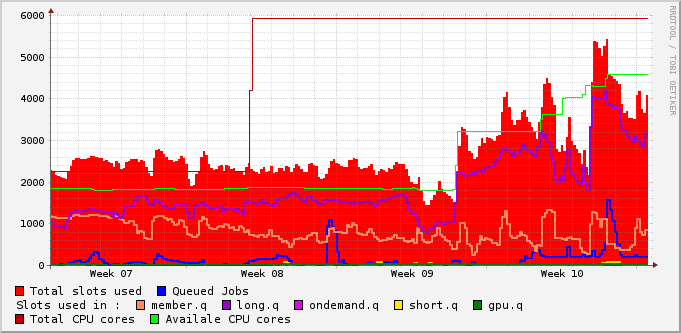 6000
5000
4000
3000
2000
1000
0
Week 07 Week 08 Week 09 Week 10
RRDTOOL / TOBI OETIKER
Total slots used Queued Jobs
Slots used in : member.q long.q ondemand.q short.q gpu.q
Total CPU cores Availale CPU cores